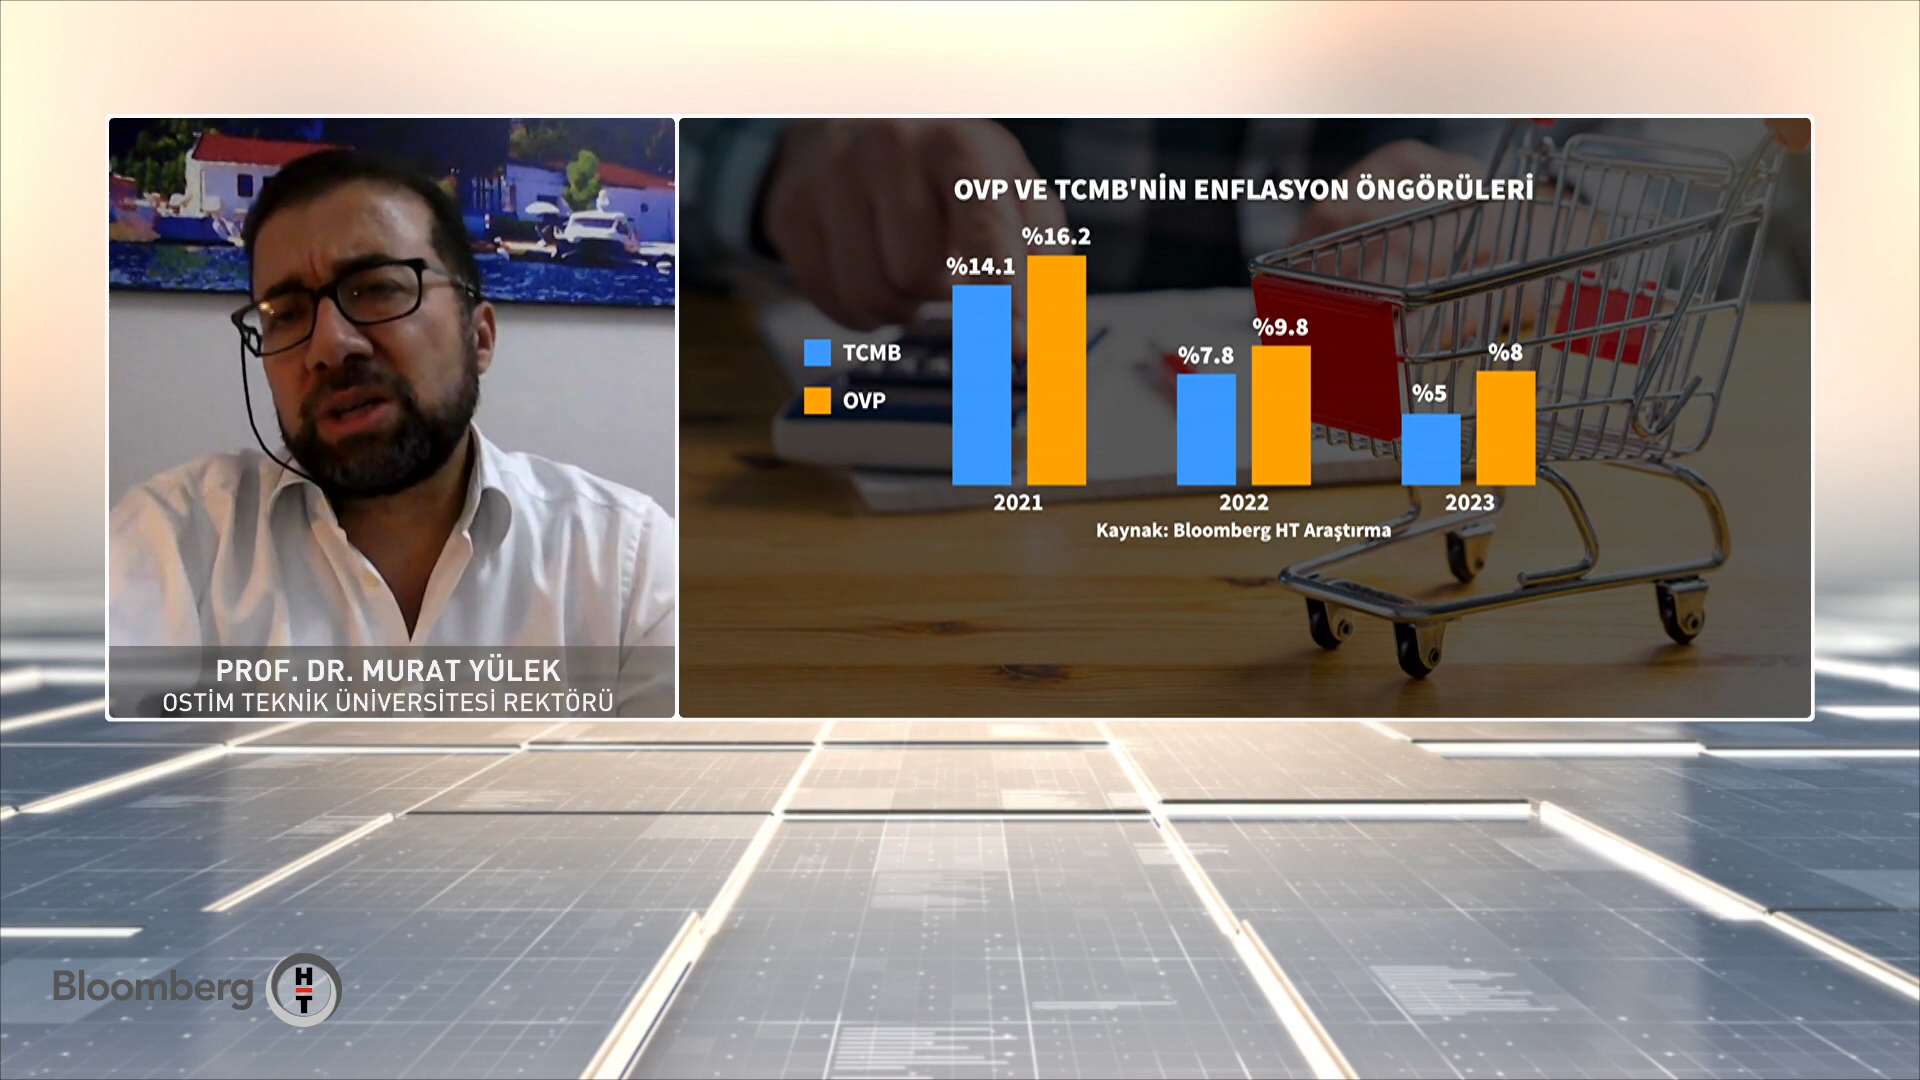 OVP VE TCMB'NİN ENFLASYON ÖNGÖRÜLERİ
%14.1
%16.2
%7.8
%9.8
%5
%8
TCMB
OVP
2021
2022
2023
Kaynak: Bloomberg HT Araştırma
PROF. DR. MURAT YÜLEK
OSTİM TEKNİK ÜNİVERSİTESİ REKTÖRÜ
Bloomberg HT